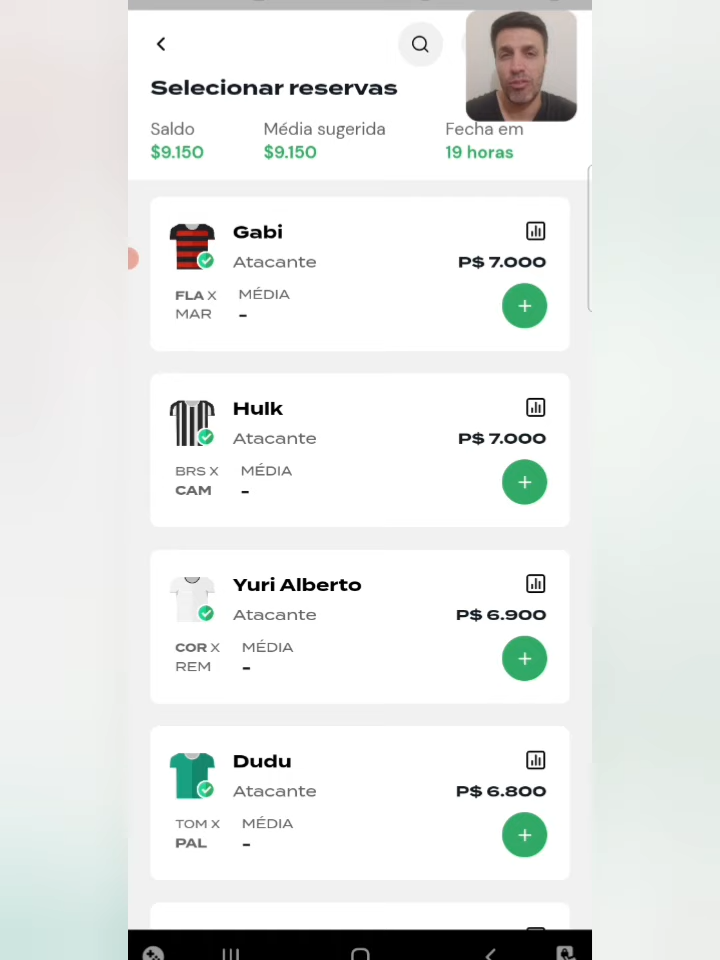 Selecionar reservas
Saldo
Média sugerida
Fecha em
$9.150
$9.150
19 horas
Gabi
Atacante
P$ 7.000
FLA X
MÉDIA
MAR
-
Hulk
Atacante
P$ 7.000
BRS X
MÉDIA
CAM
-
Yuri Alberto
Atacante
P$ 6.900
COR X
MÉDIA
REM
-
Dudu
Atacante
P$ 6.800
TOM X
MÉDIA
PAL
-